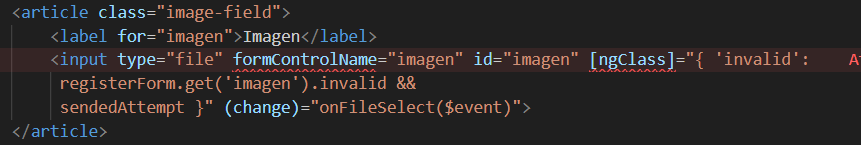 <article class="image-field">
<label for="imagen">Imagen</label>
<input type="file" formControlName="imagen" id="imagen" [ngClass]="{ 'invalid':
registerForm.get('imagen').invalid &&
sendedAttempt }" (change)="onFileSelect($event)">
</article>